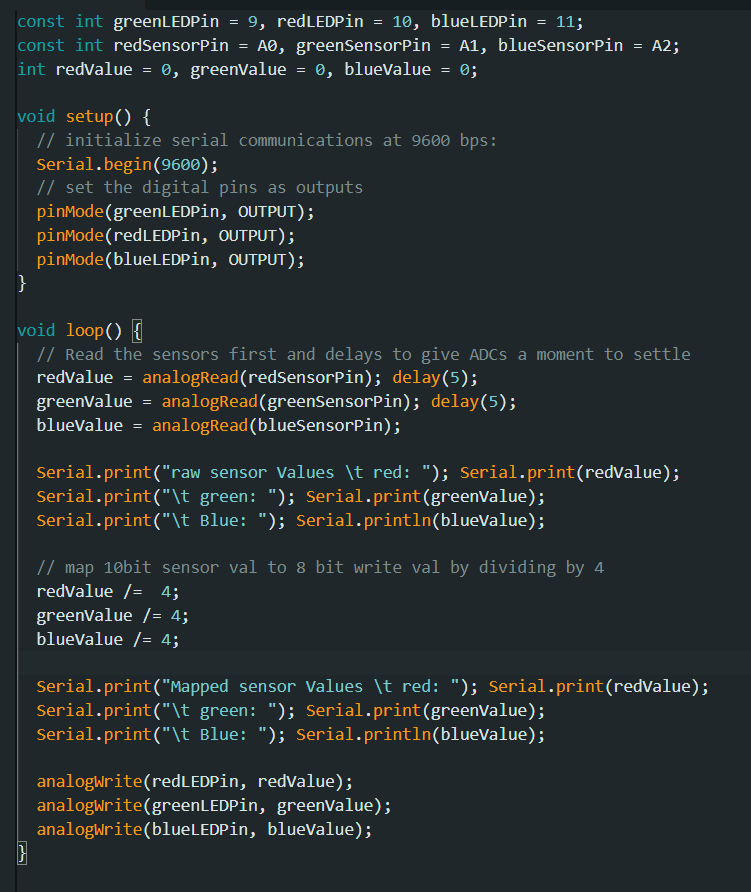 const int greenLEDPin = 9, redLEDPin = 10, blueLEDPin = 11;
const int redSensorPin = A0, greenSensorPin = A1, blueSensorPin = A2;
int redValue = 0, greenValue = 0, blueValue = 0;

void setup() {
  // initialize serial communications at 9600 bps:
  Serial.begin(9600);
  // set the digital pins as outputs
  pinMode(greenLEDPin, OUTPUT);
  pinMode(redLEDPin, OUTPUT);
  pinMode(blueLEDPin, OUTPUT);
}

void loop() {
  // Read the sensors first and delays to give ADCs a moment to settle
  redValue = analogRead(redSensorPin); delay(5);
  greenValue = analogRead(greenSensorPin); delay(5);
  blueValue = analogRead(blueSensorPin);

  Serial.print("raw sensor Values \t red: "); Serial.print(redValue);
  Serial.print("\t green: "); Serial.print(greenValue);
  Serial.print("\t Blue: "); Serial.println(blueValue);

  // map 10bit sensor val to 8 bit write val by dividing by 4
  redValue /=  4;
  greenValue /= 4;
  blueValue /= 4;

  Serial.print("Mapped sensor Values \t red: "); Serial.print(redValue);
  Serial.print("\t green: "); Serial.print(greenValue);
  Serial.print("\t Blue: "); Serial.println(blueValue);

  analogWrite(redLEDPin, redValue);
  analogWrite(greenLEDPin, greenValue);
  analogWrite(blueLEDPin, blueValue);
}